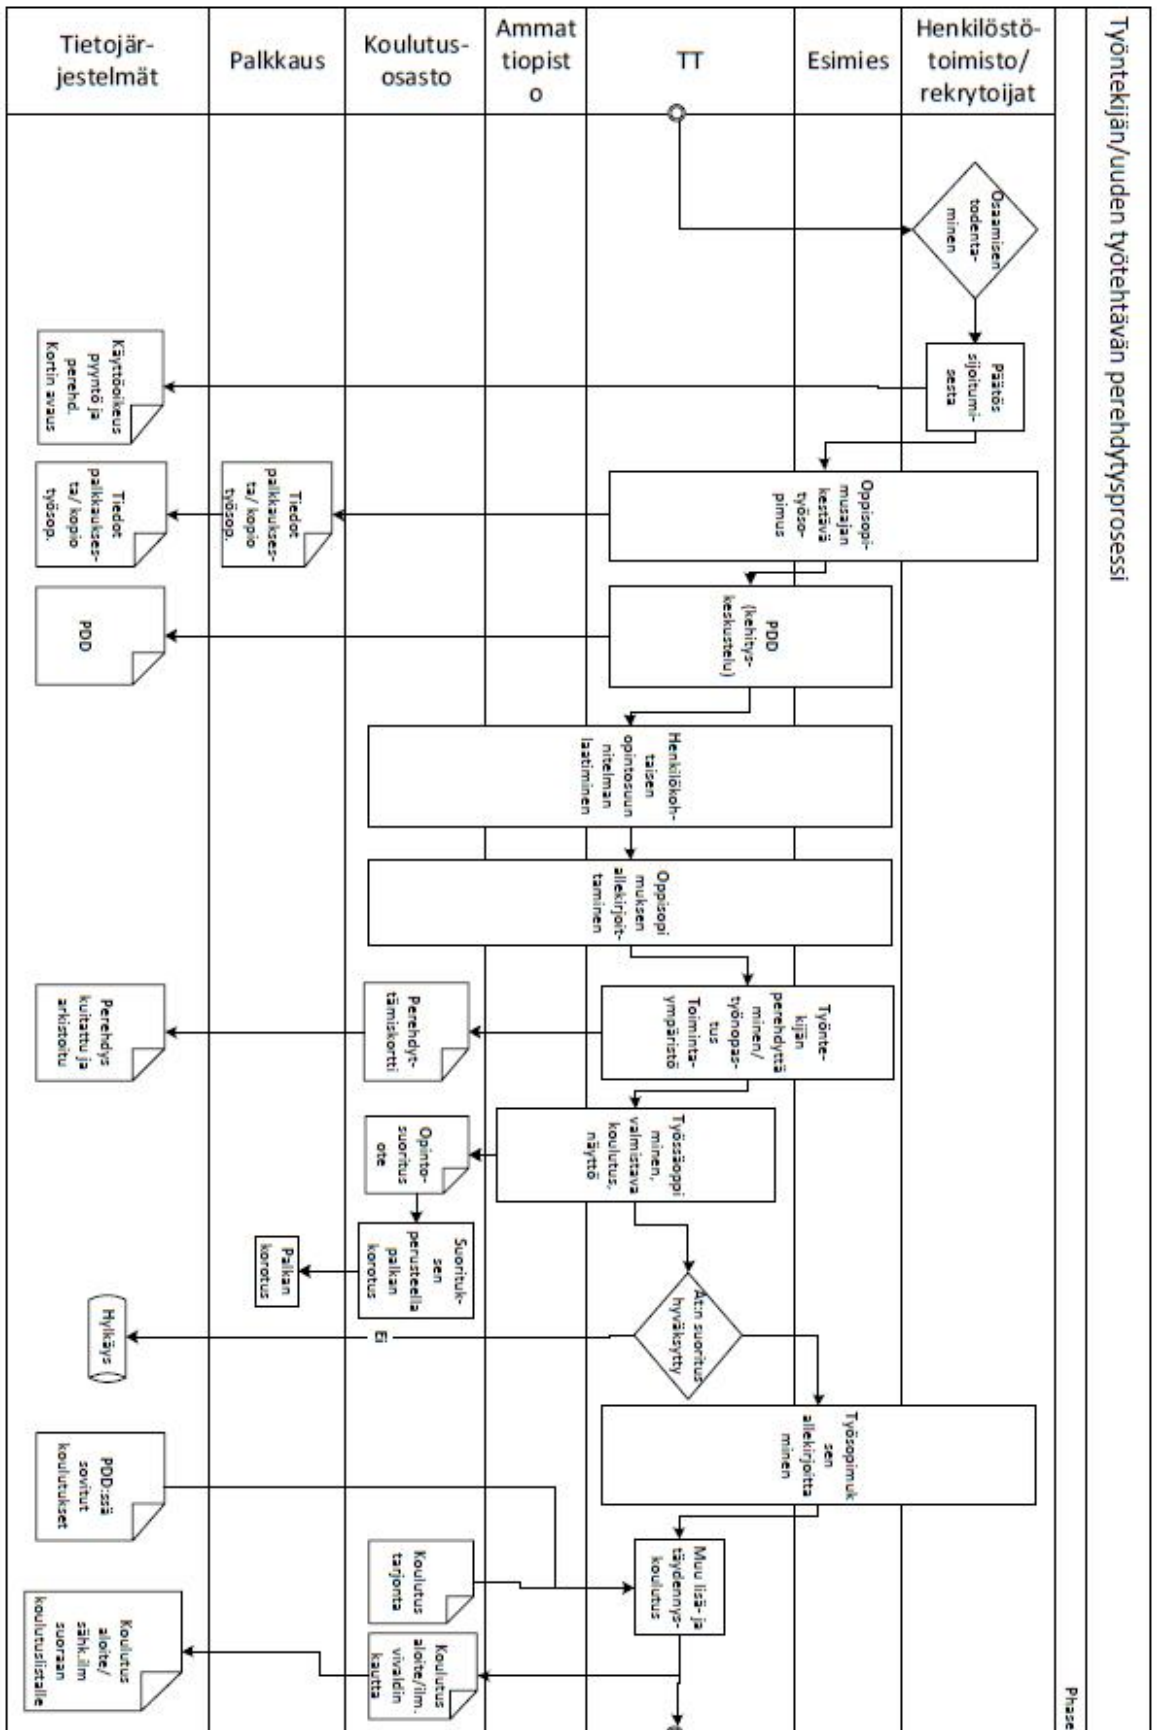 Työntekijän/uuden työtehtävän perehdytysprosessi
Phase
Tietojär-
jestelmät
Palkkaus
Koulutus-
osasto
Ammat
tiopist
o
TT
Esimies
Henkilöstö-
toimisto/
rekrytoijat
Osaamisen
todenta-
minen
Päätös
sijoitumi-
sesta
Käyttöoikeus
pyyntö ja
perehd.
Kortin avaus
Oppisopi-
musajan
kestävä
työso-
pimus
Tiedot
palkkaukses-
ta/ kopio
työsop.
Tiedot
palkkaukses-
ta/ kopio
työsop.
PDD
(kehitys-
keskustelu)
PDD
Henkilökoh-
taisen
opintosuun
nitelman
laatiminen
Oppisopi
muksen
allekirjoit-
taminen
Työnte-
kijän
perehdyttä
minen/
työnopas-
tus
Toiminta-
ympäristö
Perehdyt-
tämiskortti
Perehdys
kuitattu ja
arkistoitu
Työssäoppi
minen,
valmistava
koulutus,
näyttö
Opinto-
suoritus
ote
Suorituk-
sen
perusteella
palkan
korotus
Palkan
korotus
At:n suoritus
hyväksytty
Ei
Hylkäys
Työsopimuk
sen
allekirjoitta
minen
PDD:ssä
sovitut
koulutukset
Muu lisä- ja
täydennys-
koulutus
Koulutus
tarjonta
Koulutus
aloite/ilm.
vivaldin
kautta
Koulutus
aloite/
sähk.ilm
suoraan
koulutuslistalle